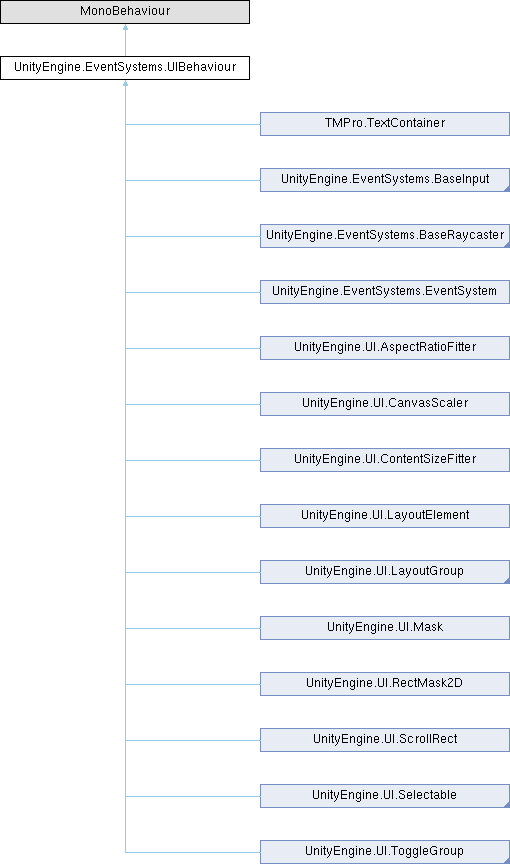 MonoBehaviour
UnityEngine.EventSystems.UIBehaviour
TMPro.TextContainer
UnityEngine.EventSystems.BaseInput
UnityEngine.EventSystems.BaseRaycaster
UnityEngine.EventSystems.EventSystem
UnityEngine.UI.AspectRatioFitter
UnityEngine.UI.CanvasScaler
UnityEngine.UI.ContentSizeFitter
UnityEngine.UI.LayoutElement
UnityEngine.UI.LayoutGroup
UnityEngine.UI.Mask
UnityEngine.UI.RectMask2D
UnityEngine.UI.ScrollRect
UnityEngine.UI.Selectable
UnityEngine.UI.ToggleGroup